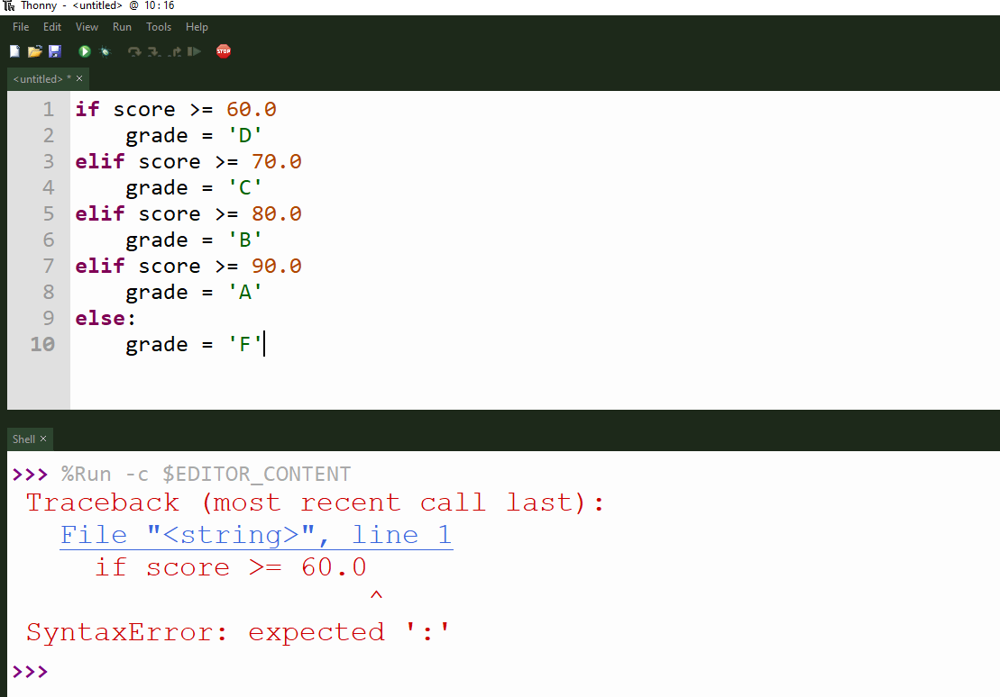 Thonny - <untitled> @ 10:16
File Edit View Run Tools Help
STOP
<untitled> * ×
1 if score >= 60.0
2     grade = 'D'
3 elif score >= 70.0
4     grade = 'C'
5 elif score >= 80.0
6     grade = 'B'
7 elif score >= 90.0
8     grade = 'A'
9 else:
10     grade = 'F'
Shell ×
>>> %Run -c $EDITOR_CONTENT
Traceback (most recent call last):
  File "<string>", line 1
    if score >= 60.0
                    ^
SyntaxError: expected ':'
>>>